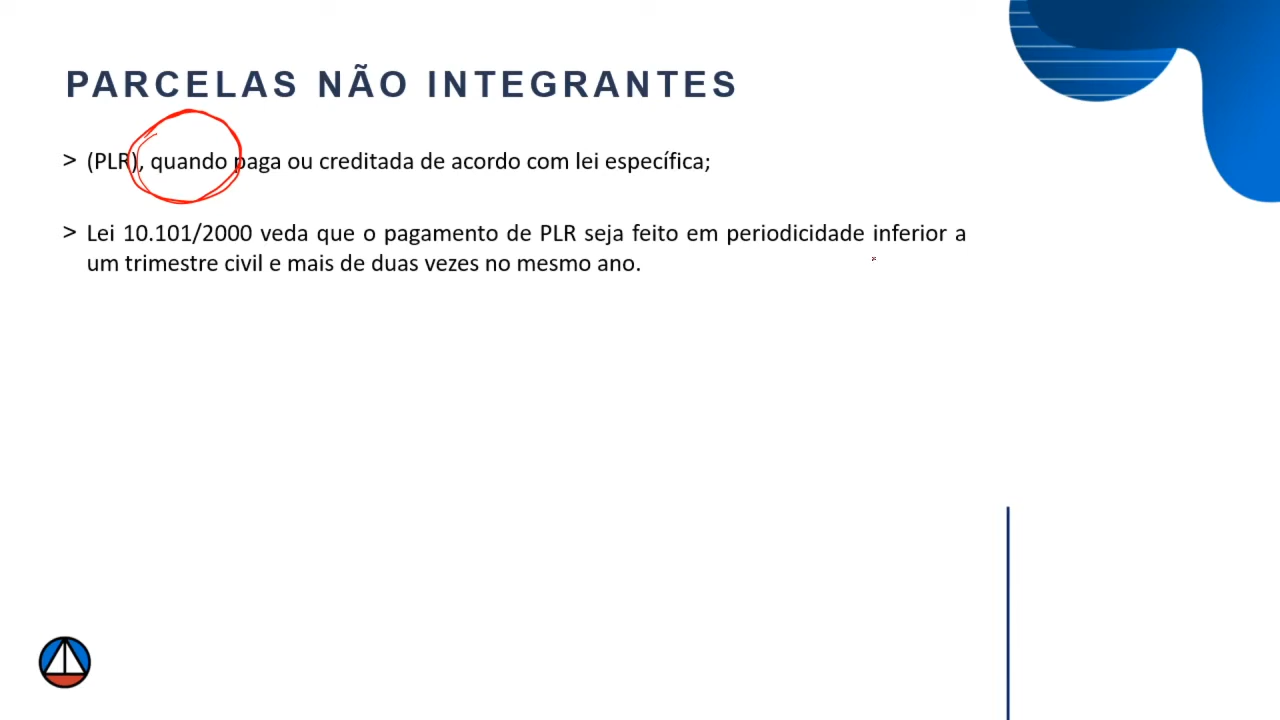 PARCELAS NÃO INTEGRANTES
> (PLR), quando paga ou creditada de acordo com lei específica;
> Lei 10.101/2000 veda que o pagamento de PLR seja feito em periodicidade inferior a
um trimestre civil e mais de duas vezes no mesmo ano.